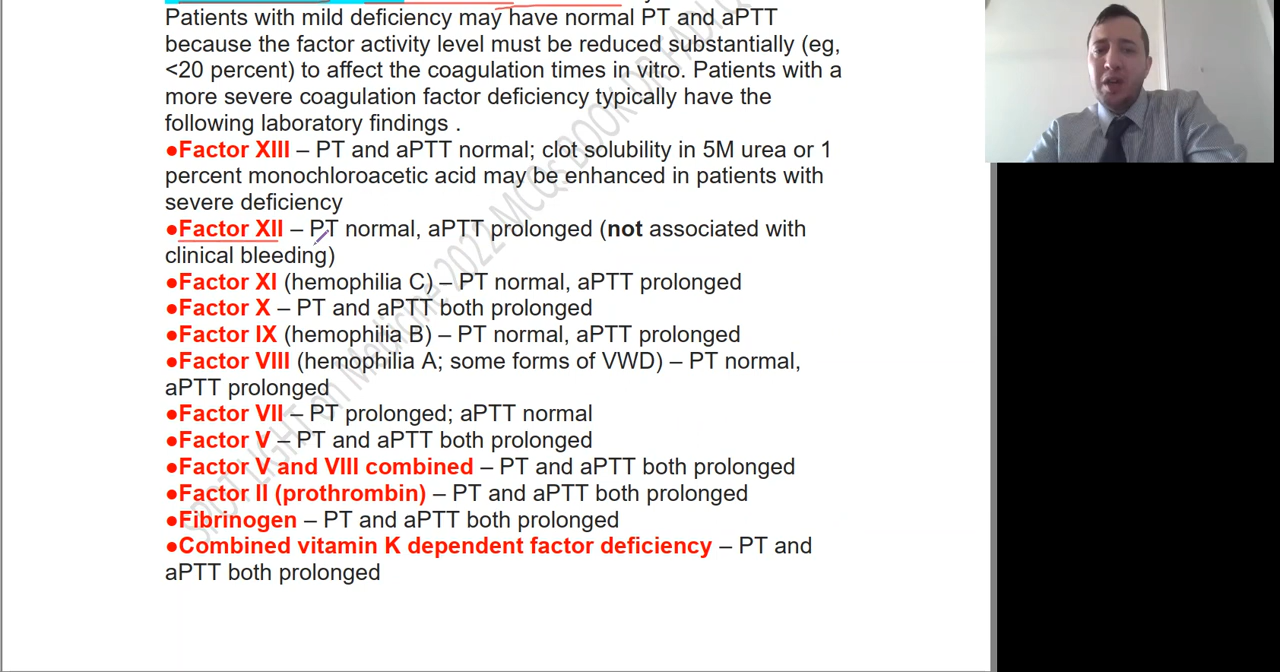 Patients with mild deficiency may have normal PT and aPTT
because the factor activity level must be reduced substantially (eg,
<20 percent) to affect the coagulation times in vitro. Patients with a
more severe coagulation factor deficiency typically have the
following laboratory findings .
●Factor XIII – PT and aPTT normal; clot solubility in 5M urea or 1
percent monochloroacetic acid may be enhanced in patients with
severe deficiency
●Factor XII – PT normal, aPTT prolonged (not associated with
clinical bleeding)
●Factor XI (hemophilia C) – PT normal, aPTT prolonged
●Factor X – PT and aPTT both prolonged
●Factor IX (hemophilia B) – PT normal, aPTT prolonged
●Factor VIII (hemophilia A; some forms of VWD) – PT normal,
aPTT prolonged
●Factor VII – PT prolonged; aPTT normal
●Factor V – PT and aPTT both prolonged
●Factor V and VIII combined – PT and aPTT both prolonged
●Factor II (prothrombin) – PT and aPTT both prolonged
●Fibrinogen – PT and aPTT both prolonged
●Combined vitamin K dependent factor deficiency – PT and
aPTT both prolonged
SPOT LIGHT on Medicine 2022 MCQs BOOK DR